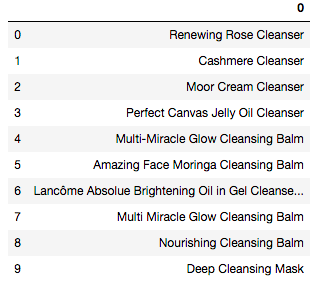 0
0 Renewing Rose Cleanser
1 Cashmere Cleanser
2 Moor Cream Cleanser
3 Perfect Canvas Jelly Oil Cleanser
4 Multi-Miracle Glow Cleansing Balm
5 Amazing Face Moringa Cleansing Balm
6 Lancôme Absolue Brightening Oil in Gel Cleanse...
7 Multi Miracle Glow Cleansing Balm
8 Nourishing Cleansing Balm
9 Deep Cleansing Mask